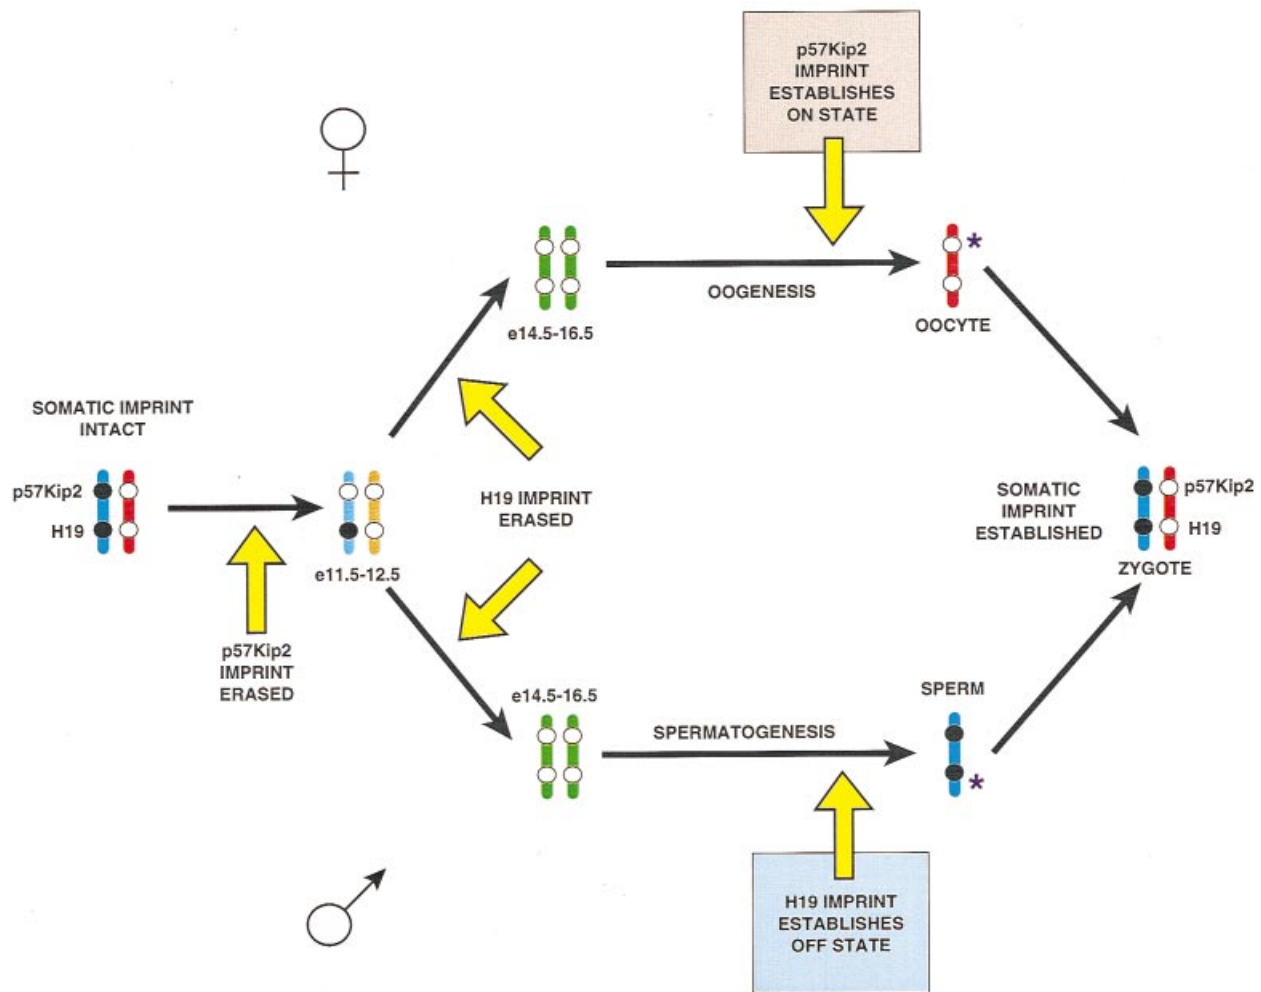 p57Kip2
IMPRINT
ESTABLISHES
ON STATE
e14.5-16.5
OOGENESIS
*
OOCYTE
SOMATIC IMPRINT
INTACT
p57Kip2
H19
e11.5-12.5
p57Kip2
IMPRINT
ERASED
H19 IMPRINT
ERASED
SOMATIC
IMPRINT
ESTABLISHED
p57Kip2
H19
ZYGOTE
e14.5-16.5
SPERMATOGENESIS
SPERM
*
H19 IMPRINT
ESTABLISHES
OFF STATE